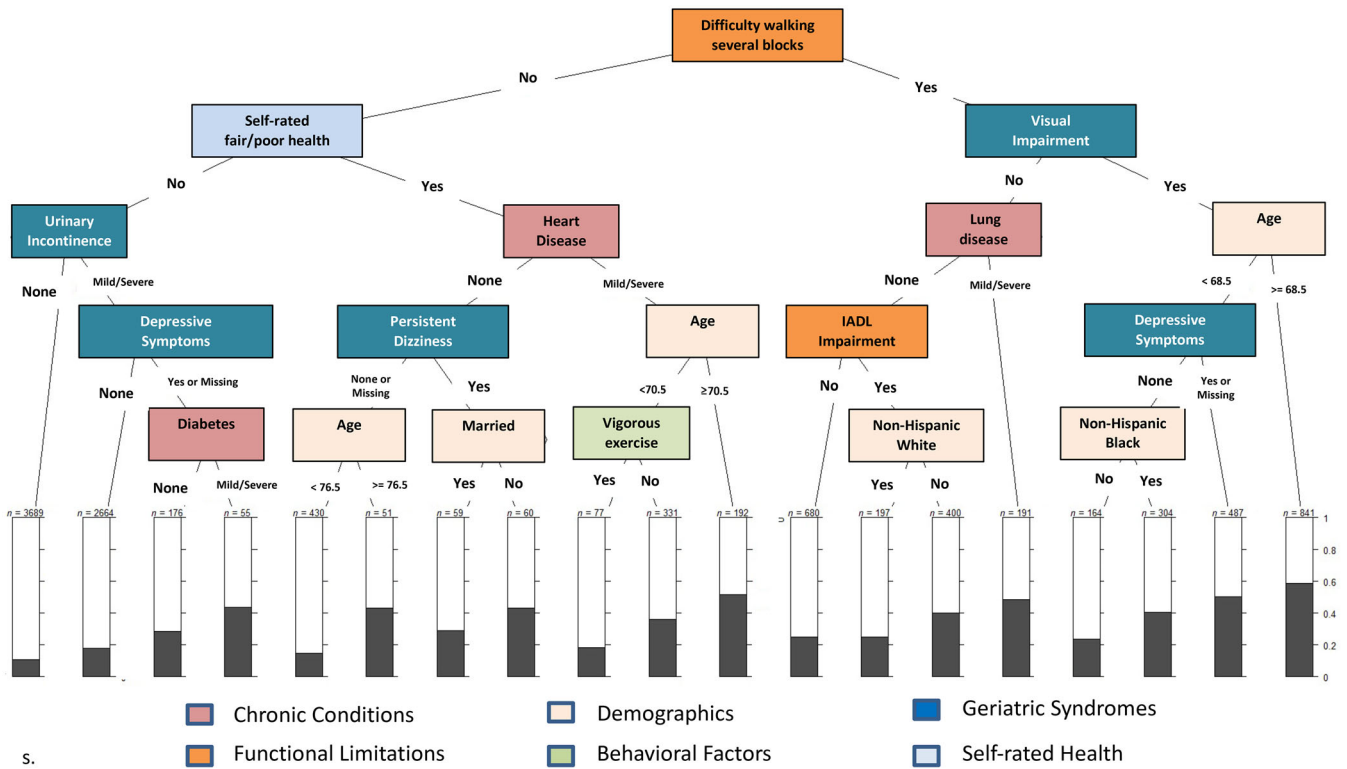 Difficulty walking
several blocks
No
Yes
Self-rated
fair/poor health
Visual
Impairment
No
Yes
No
Yes
Urinary
Incontinence
Heart
Disease
Lung
disease
Age
None
Mild/Severe
None
Mild/Severe
None
Mild/Severe
< 68.5
>= 68.5
Depressive
Symptoms
Persistent
Dizziness
Age
IADL
Impairment
Depressive
Symptoms
None
Yes or Missing
None or
Missing
Yes
<70.5
≥70.5
No
Yes
None
Yes or
Missing
Diabetes
Age
Married
Vigorous
exercise
Non-Hispanic
White
Non-Hispanic
Black
None
Mild/Severe
< 76.5
>= 76.5
Yes
No
Yes
No
Yes
No
No
Yes
n = 3689
n = 2664
n = 176
n = 55
n = 430
n = 51
n = 59
n = 60
n = 77
n = 331
n = 192
n = 680
n = 197
n = 400
n = 191
n = 164
n = 304
n = 487
n = 841
1
0.8
0.6
0.4
0.2
0
Chronic Conditions
Demographics
Geriatric Syndromes
Functional Limitations
Behavioral Factors
Self-rated Health
s.